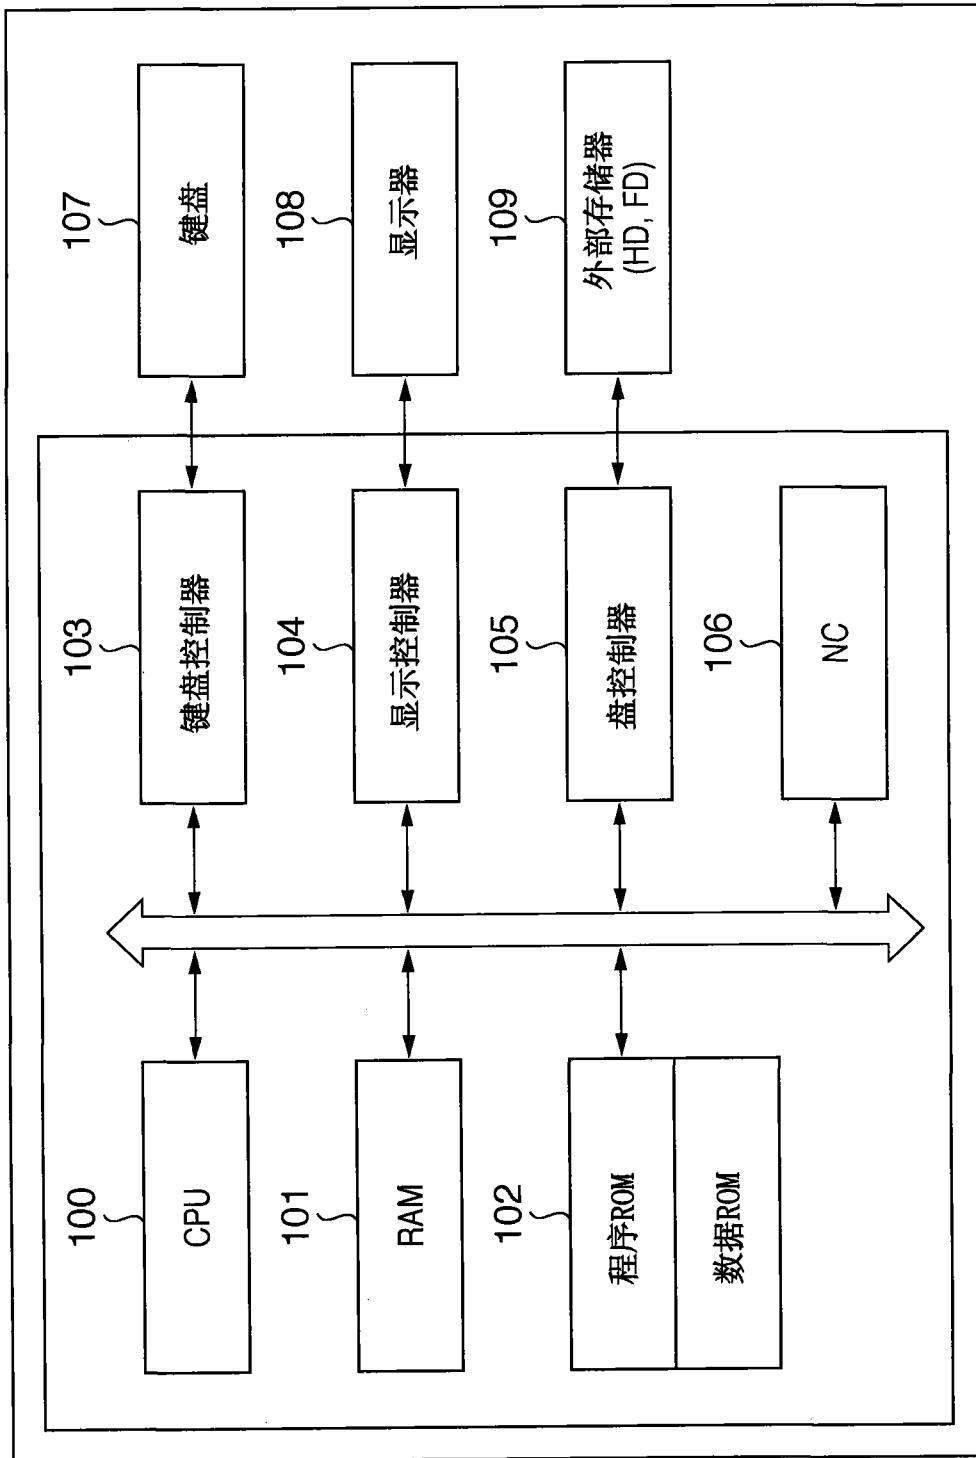 100
CPU
101
RAM
102
程序ROM
数据ROM
103
键盘控制器
104
显示控制器
105
盘控制器
106
NC
107
键盘
108
显示器
109
外部存储器
(HD, FD)